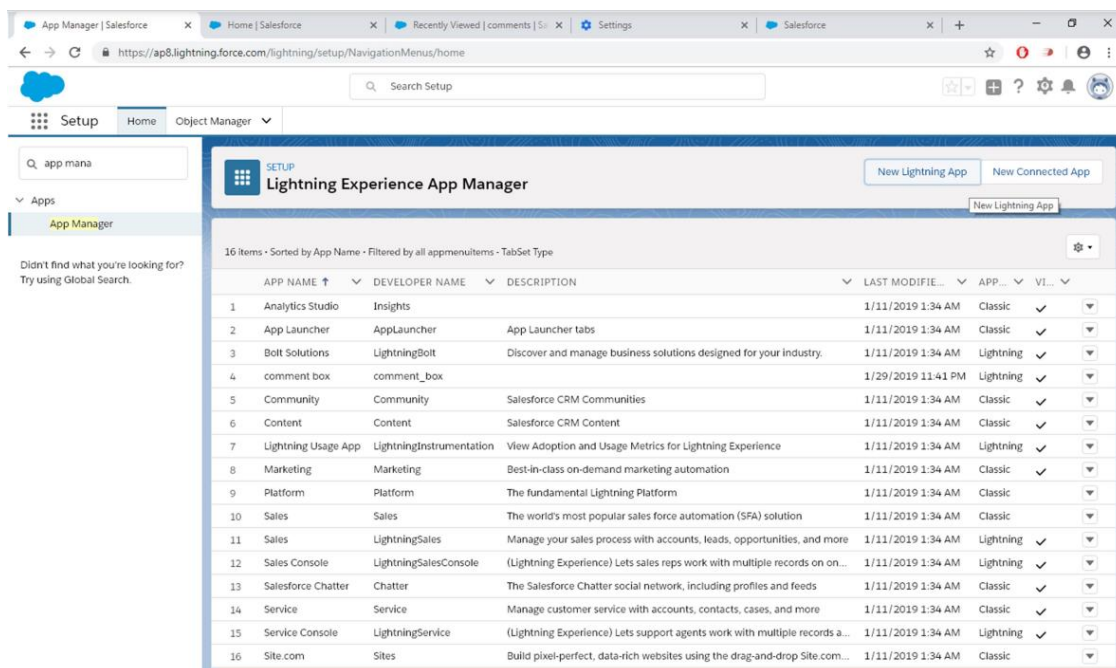 App Manager | Salesforce
Home | Salesforce
Recently Viewed | comments | Sa
Settings
Salesforce
https://ap8.lightning.force.com/lightning/setup/NavigationMenus/home
Search Setup
Setup Home Object Manager
app mana
Apps
App Manager
Didn't find what you're looking for?
Try using Global Search.
SETUP
Lightning Experience App Manager
New Lightning App New Connected App
New Lightning App
16 items • Sorted by App Name • Filtered by all appmenuitems - TabSet Type
APP NAME DEVELOPER NAME DESCRIPTION LAST MODIFIE... APP... VI...
1 Analytics Studio Insights 1/11/2019 1:34 AM Classic
2 App Launcher AppLauncher App Launcher tabs 1/11/2019 1:34 AM Classic
3 Bolt Solutions LightningBolt Discover and manage business solutions designed for your industry. 1/11/2019 1:34 AM Lightning
4 comment box comment_box 1/29/2019 11:41 PM Lightning
5 Community Community Salesforce CRM Communities 1/11/2019 1:34 AM Classic
6 Content Content Salesforce CRM Content 1/11/2019 1:34 AM Classic
7 Lightning Usage App LightningInstrumentation View Adoption and Usage Metrics for Lightning Experience 1/11/2019 1:34 AM Lightning
8 Marketing Marketing Best-in-class on-demand marketing automation 1/11/2019 1:34 AM Classic
9 Platform Platform The fundamental Lightning Platform 1/11/2019 1:34 AM Classic
10 Sales Sales The world's most popular sales force automation (SFA) solution 1/11/2019 1:34 AM Classic
11 Sales LightningSales Manage your sales process with accounts, leads, opportunities, and more 1/11/2019 1:34 AM Lightning
12 Sales Console LightningSalesConsole (Lightning Experience) Lets sales reps work with multiple records on on... 1/11/2019 1:34 AM Lightning
13 Salesforce Chatter Chatter The Salesforce Chatter social network, including profiles and feeds 1/11/2019 1:34 AM Classic
14 Service Service Manage customer service with accounts, contacts, cases, and more 1/11/2019 1:34 AM Classic
15 Service Console LightningService (Lightning Experience) Lets support agents work with multiple records a... 1/11/2019 1:34 AM Lightning
16 Site.com Sites Build pixel-perfect, data-rich websites using the drag-and-drop Site.com... 1/11/2019 1:34 AM Classic